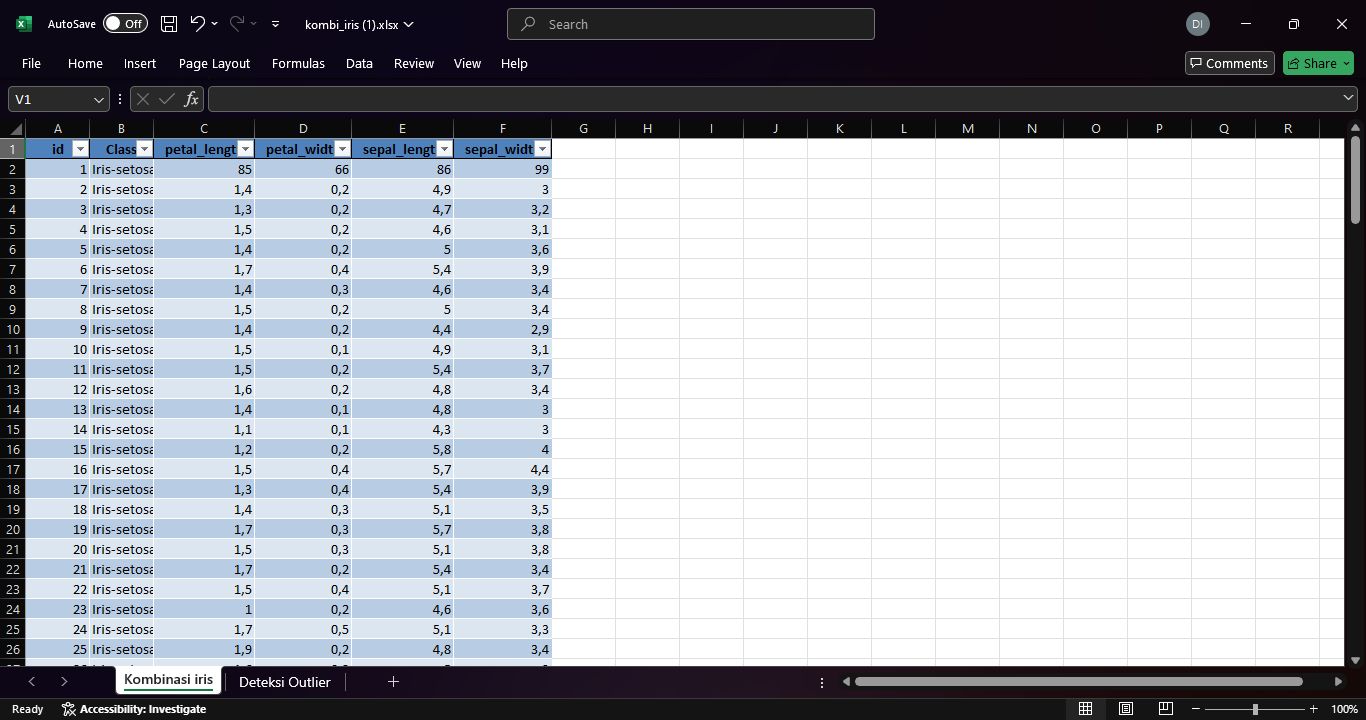 AutoSave Off kombi_iris (1).xlsx Search DI
File Home Insert Page Layout Formulas Data Review View Help Comments Share
V1 fx
A B C D E F G H I J K L M N O P Q R
1 id Class petal_lengt petal_widt sepal_lengt sepal_widt
2 1 Iris-setosa 85 66 86 99
3 2 Iris-setosa 1,4 0,2 4,9 3
4 3 Iris-setosa 1,3 0,2 4,7 3,2
5 4 Iris-setosa 1,5 0,2 4,6 3,1
6 5 Iris-setosa 1,4 0,2 5 3,6
7 6 Iris-setosa 1,7 0,4 5,4 3,9
8 7 Iris-setosa 1,4 0,3 4,6 3,4
9 8 Iris-setosa 1,5 0,2 5 3,4
10 9 Iris-setosa 1,4 0,2 4,4 2,9
11 10 Iris-setosa 1,5 0,1 4,9 3,1
12 11 Iris-setosa 1,5 0,2 5,4 3,7
13 12 Iris-setosa 1,6 0,2 4,8 3,4
14 13 Iris-setosa 1,4 0,1 4,8 3
15 14 Iris-setosa 1,1 0,1 4,3 3
16 15 Iris-setosa 1,2 0,2 5,8 4
17 16 Iris-setosa 1,5 0,4 5,7 4,4
18 17 Iris-setosa 1,3 0,4 5,4 3,9
19 18 Iris-setosa 1,4 0,3 5,1 3,5
20 19 Iris-setosa 1,7 0,3 5,7 3,8
21 20 Iris-setosa 1,5 0,3 5,1 3,8
22 21 Iris-setosa 1,7 0,2 5,4 3,4
23 22 Iris-setosa 1,5 0,4 5,1 3,7
24 23 Iris-setosa 1 0,2 4,6 3,6
25 24 Iris-setosa 1,7 0,5 5,1 3,3
26 25 Iris-setosa 1,9 0,2 4,8 3,4
Kombinasi iris Deteksi Outlier
Ready Accessibility: Investigate 100%